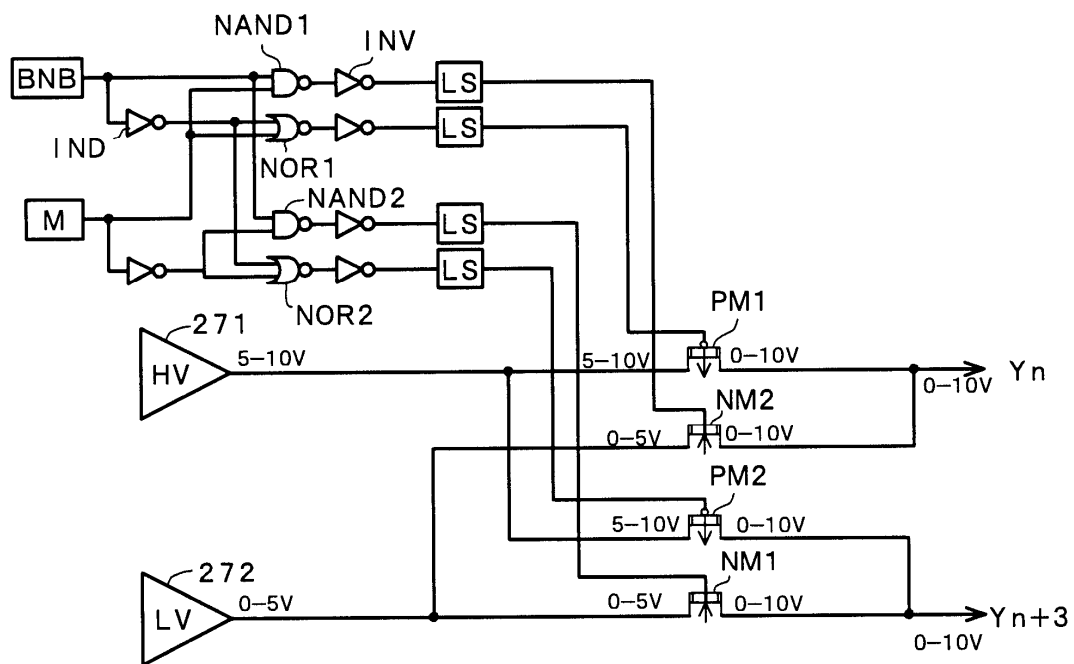 NAND1
INV
BNB
LS
LS
IND
NOR1
NAND2
M
LS
LS
NOR2
PM1
271
HV
5–10V
5–10V
0–10V
Yn
0–10V
NM2
0–5V
0–10V
PM2
5–10V
0–10V
NM1
272
LV
0–5V
0–5V
0–10V
Yn+3
0–10V